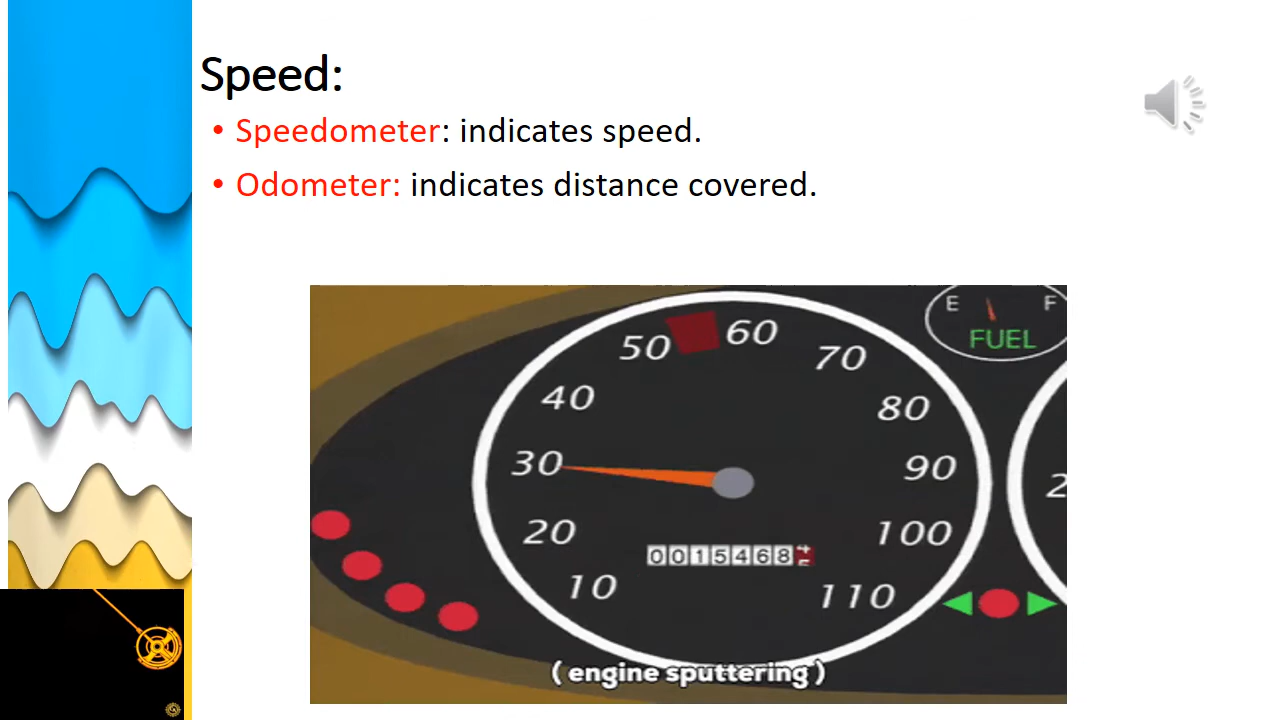 Speed:
• Speedometer: indicates speed.
• Odometer: indicates distance covered.
E F
FUEL
50 60
70
40
80
30
90
20
100
2
0015468
10
110
( engine sputtering )